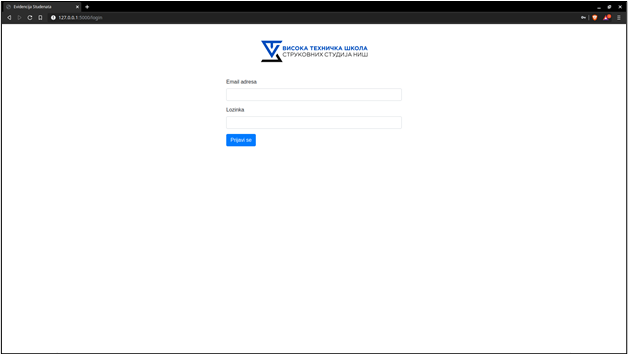 Evidencija Studenata
127.0.0.1:5000/login
ВИСОКА ТЕХНИЧКА ШКОЛА
СТРУКОВНИХ СТУДИЈА НИШ
Email adresa
Lozinka
Prijavi se